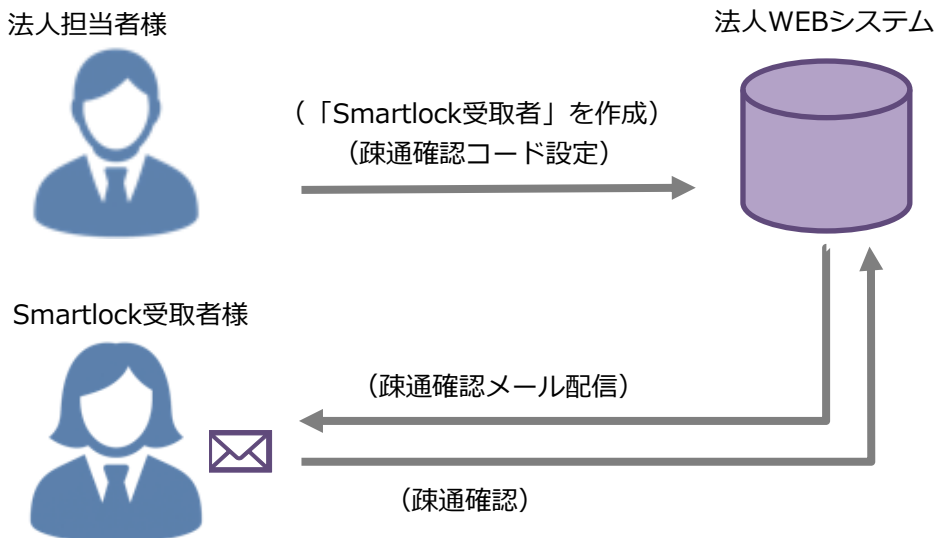 法人担当者様
法人WEBシステム
（「Smartlock受取者」を作成）
（疎通確認コード設定）
Smartlock受取者様
（疎通確認メール配信）
（疎通確認）